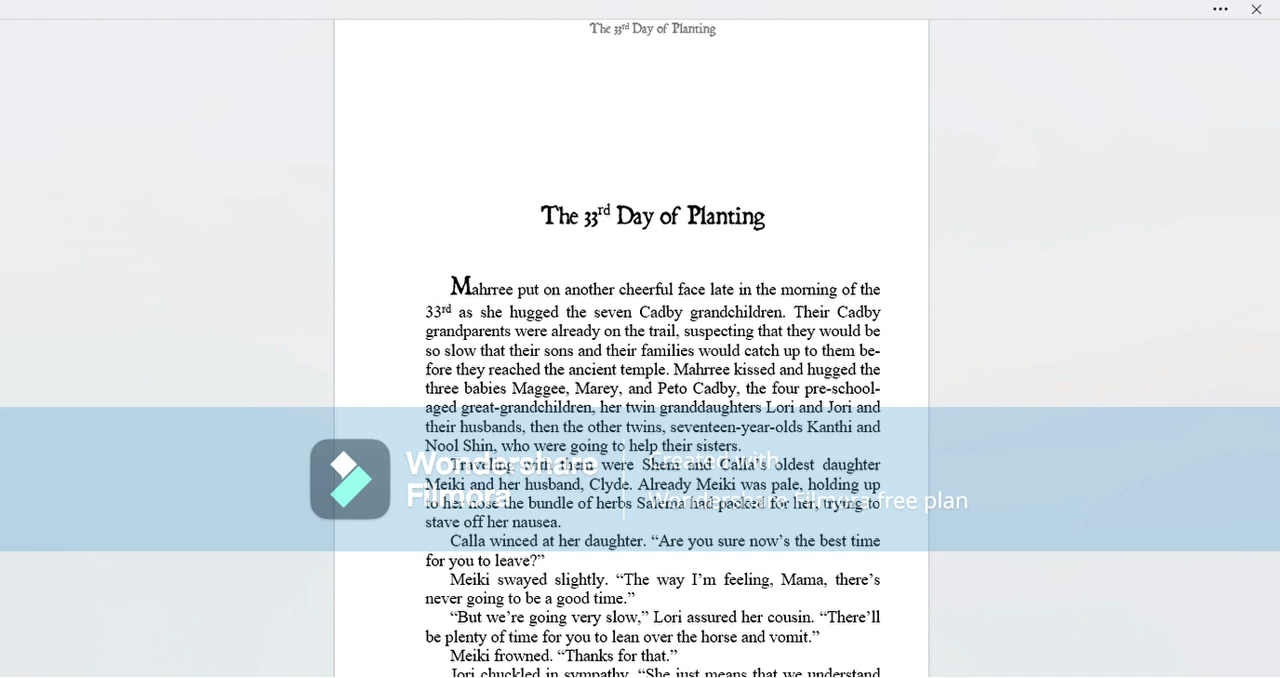 The 33rd Day of Planting
The 33rd Day of Planting
Mahrree put on another cheerful face late in the morning of the
33rd as she hugged the seven Cadby grandchildren. Their Cadby
grandparents were already on the trail, suspecting that they would be
so slow that their sons and their families would catch up to them be-
fore they reached the ancient temple. Mahrree kissed and hugged the
three babies Maggee, Marey, and Peto Cadby, the four pre-school-
aged great-grandchildren, her twin granddaughters Lori and Jori and
their husbands, then the other twins, seventeen-year-olds Kanthi and
Nool Shin, who were going to help their sisters.
Traveling with them were Shem and Calla's oldest daughter
Meiki and her husband, Clyde. Already Meiki was pale, holding up
to her nose the bundle of herbs Salema had packed for her, trying to
stave off her nausea.
Calla winced at her daughter. “Are you sure now’s the best time
for you to leave?”
Meiki swayed slightly. “The way I’m feeling, Mama, there’s
never going to be a good time.”
“But we’re going very slow,” Lori assured her cousin. “There’ll
be plenty of time for you to lean over the horse and vomit.”
Meiki frowned. “Thanks for that.”
Jori chuckled in sympathy. “She just means that we understand
Wondershare
Filmora
Created with
Wondershare Filmora free plan